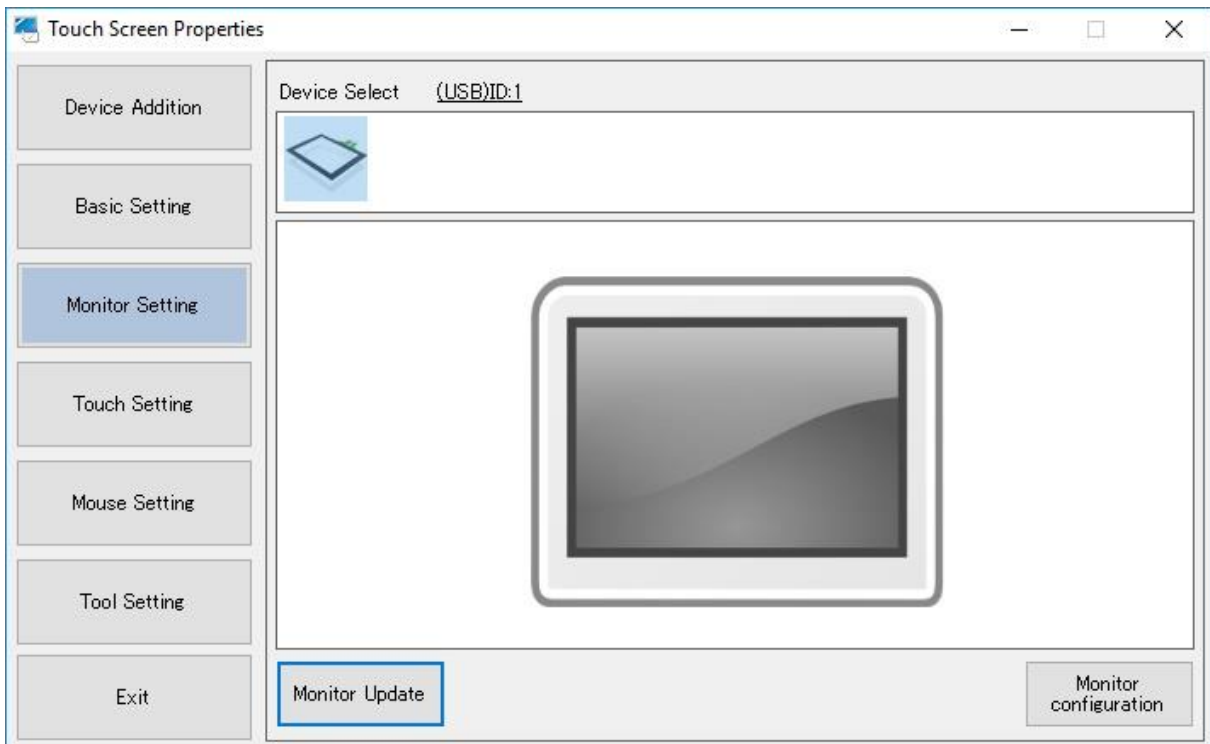 Touch Screen Properties
Device Addition
Basic Setting
Monitor Setting
Touch Setting
Mouse Setting
Tool Setting
Exit
Device Select (USB)ID:1
Monitor Update
Monitor
configuration